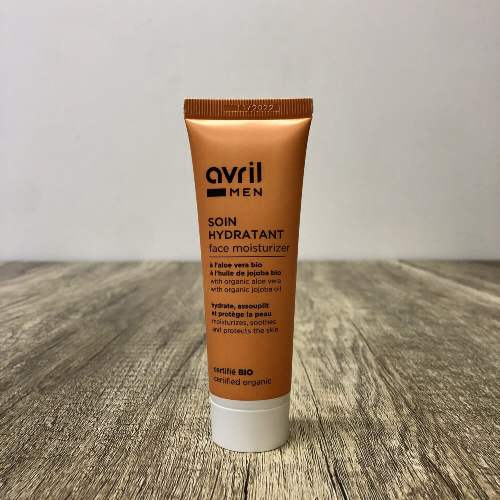 avril
MEN
SOIN
HYDRATANT
face moisturizer
à l'aloe vera bio
à l'huile de jojoba bio
with organic aloe vera
with organic jojoba oil
hydrate, assouplit
et protège la peau
moisturizes, soothes
and protects the skin
certifié BIO
certified organic